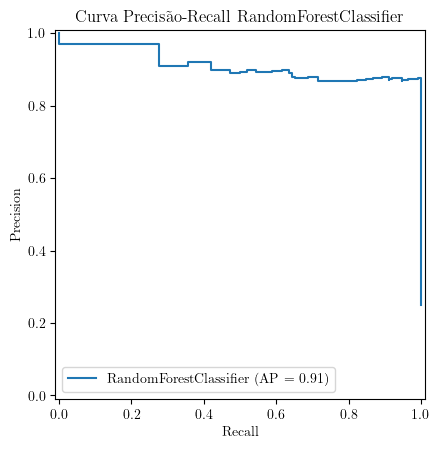 Curva Precisão-Recall RandomForestClassifier
1.0
0.8
0.6
0.4
0.2
0.0
Precision
RandomForestClassifier (AP = 0.91)
0.0 0.2 0.4 0.6 0.8 1.0
Recall